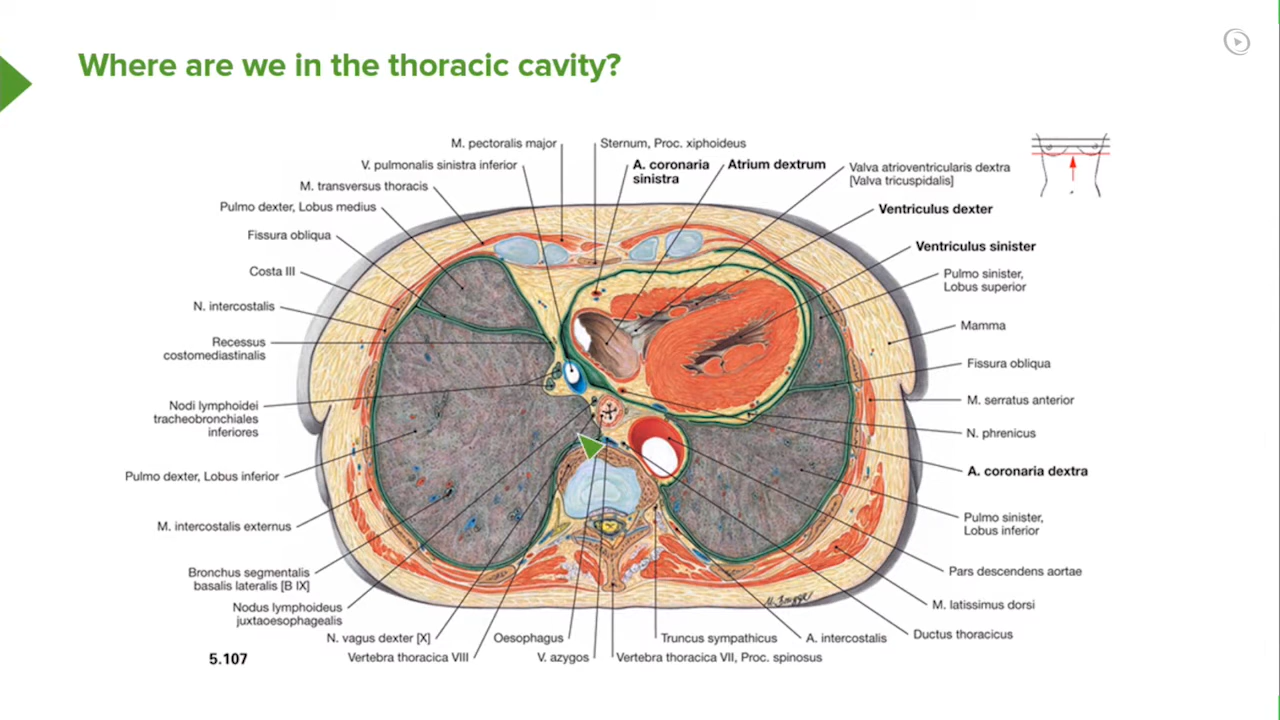 Where are we in the thoracic cavity?
M. pectoralis major
V. pulmonalis sinistra inferior
M. transversus thoracis
Pulmo dexter, Lobus medius
Fissura obliqua
Costa III
N. intercostalis
Recessus
costomediastinalis
Nodi lymphoidei
tracheobronchiales
inferiores
Pulmo dexter, Lobus inferior
M. intercostalis externus
Bronchus segmentalis
basalis lateralis [B IX]
Nodus lymphoideus
juxtaoesophagealis
N. vagus dexter [X]
Vertebra thoracica VIII
Oesophagus
V. azygos
Sternum, Proc. xiphoideus
A. coronaria
sinistra
Atrium dextrum
Valva atrioventricularis dextra
[Valva tricuspidalis]
Ventriculus dexter
Ventriculus sinister
Pulmo sinister,
Lobus superior
Mamma
Fissura obliqua
M. serratus anterior
N. phrenicus
A. coronaria dextra
Pulmo sinister,
Lobus inferior
Pars descendens aortae
M. latissimus dorsi
Ductus thoracicus
A. intercostalis
Truncus sympathicus
Vertebra thoracica VII, Proc. spinosus
5.107